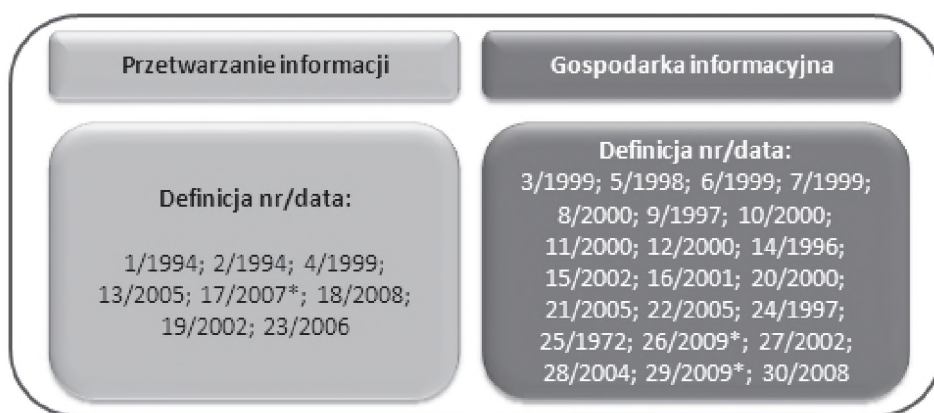 Przetwarzanie informacji
Definicja nr/data:
1/1994; 2/1994; 4/1999;
13/2005; 17/2007*; 18/2008;
19/2002; 23/2006
Gospodarka informacyjna
Definicja nr/data:
3/1999; 5/1998; 6/1999; 7/1999;
8/2000; 9/1997; 10/2000;
11/2000; 12/2000; 14/1996;
15/2002; 16/2001; 20/2000;
21/2005; 22/2005; 24/1997;
25/1972; 26/2009*; 27/2002;
28/2004; 29/2009*; 30/2008